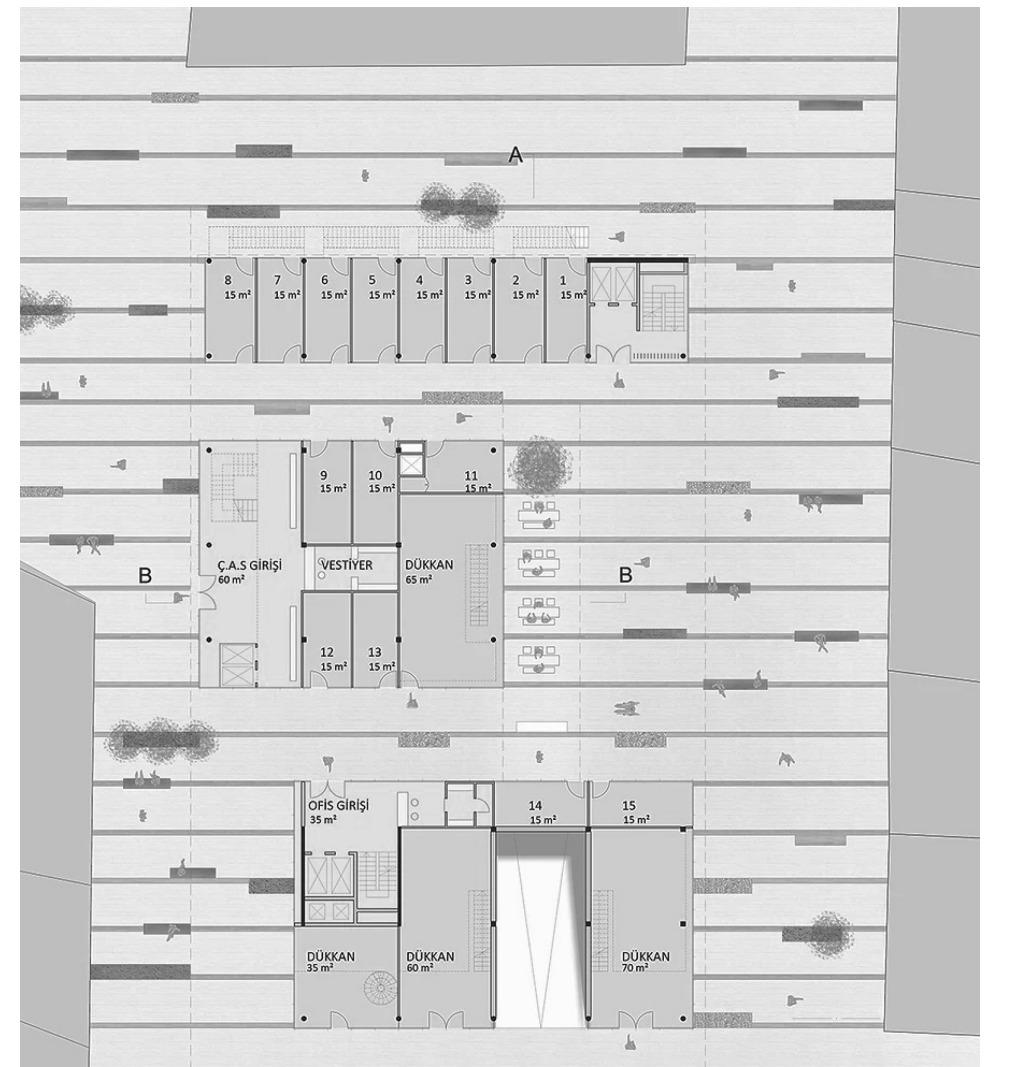 A
8
15 m²
7
15 m²
6
15 m²
5
15 m²
4
15 m²
3
15 m²
2
15 m²
1
15 m²
9
15 m²
10
15 m²
11
15 m²
Ç.A.S GİRİŞİ
60 m²
VESTİYER
DÜKKAN
65 m²
B
B
12
15 m²
13
15 m²
OFİS GİRİŞİ
35 m²
14
15 m²
15
15 m²
DÜKKAN
35 m²
DÜKKAN
60 m²
DÜKKAN
70 m²